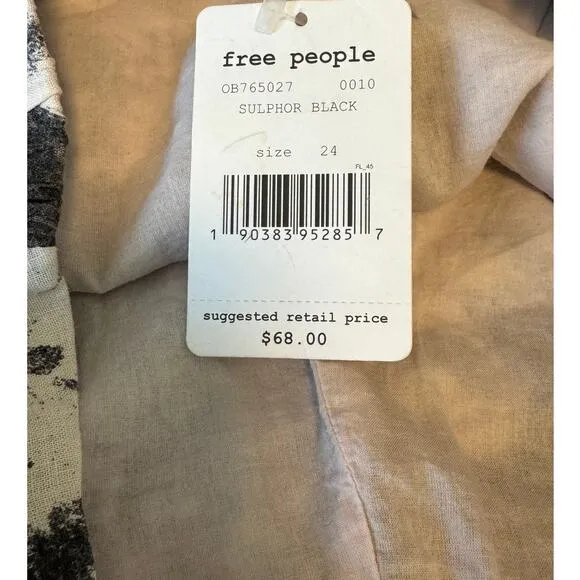 free people
OB765027 0010
SULPHOR BLACK
size 24
FL_45
1 90383 95285 7
suggested retail price
$68.00